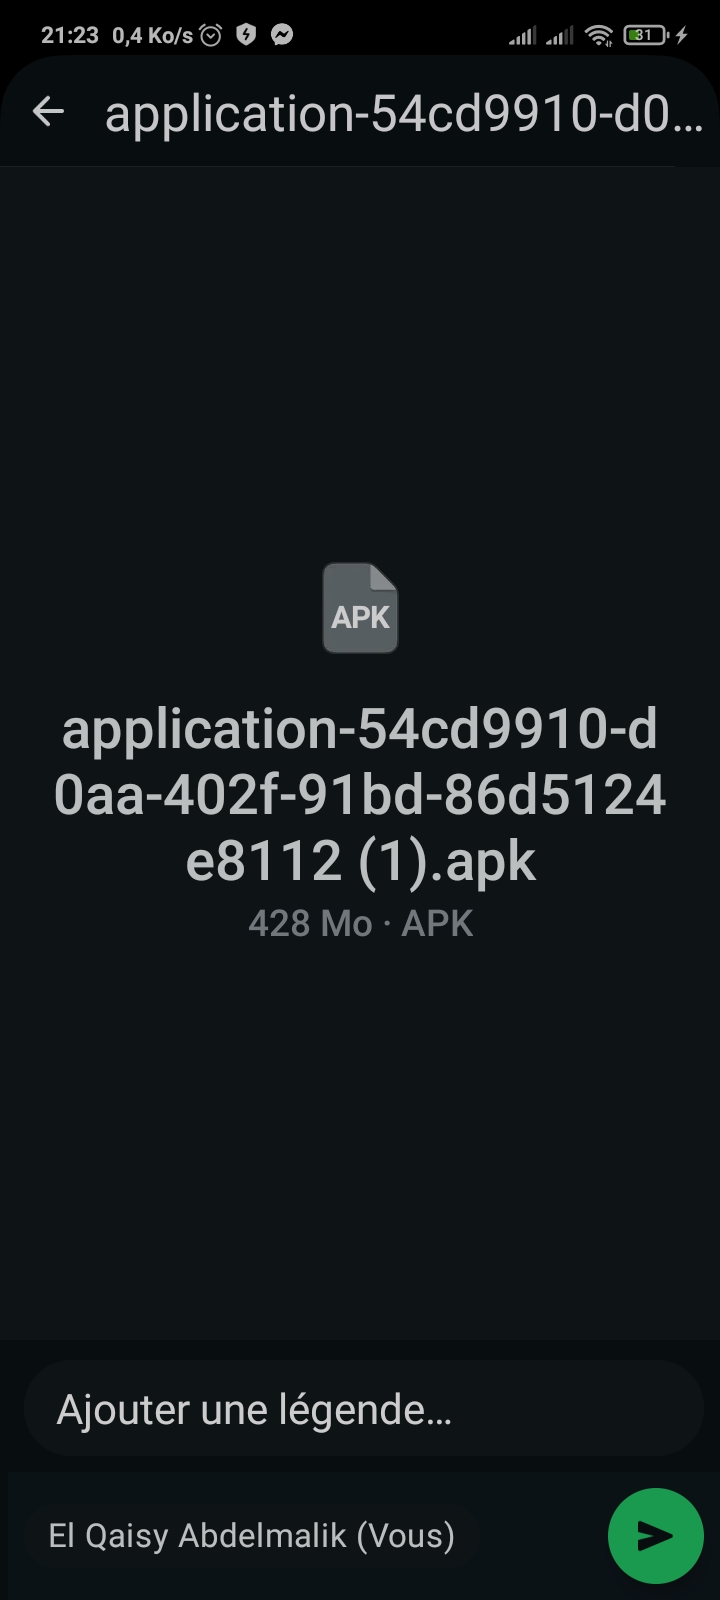 21:23 0,4 Ko/s 31
application-54cd9910-d0...
APK
application-54cd9910-d
0aa-402f-91bd-86d5124
e8112 (1).apk
428 Mo · APK
Ajouter une légende...
El Qaisy Abdelmalik (Vous)